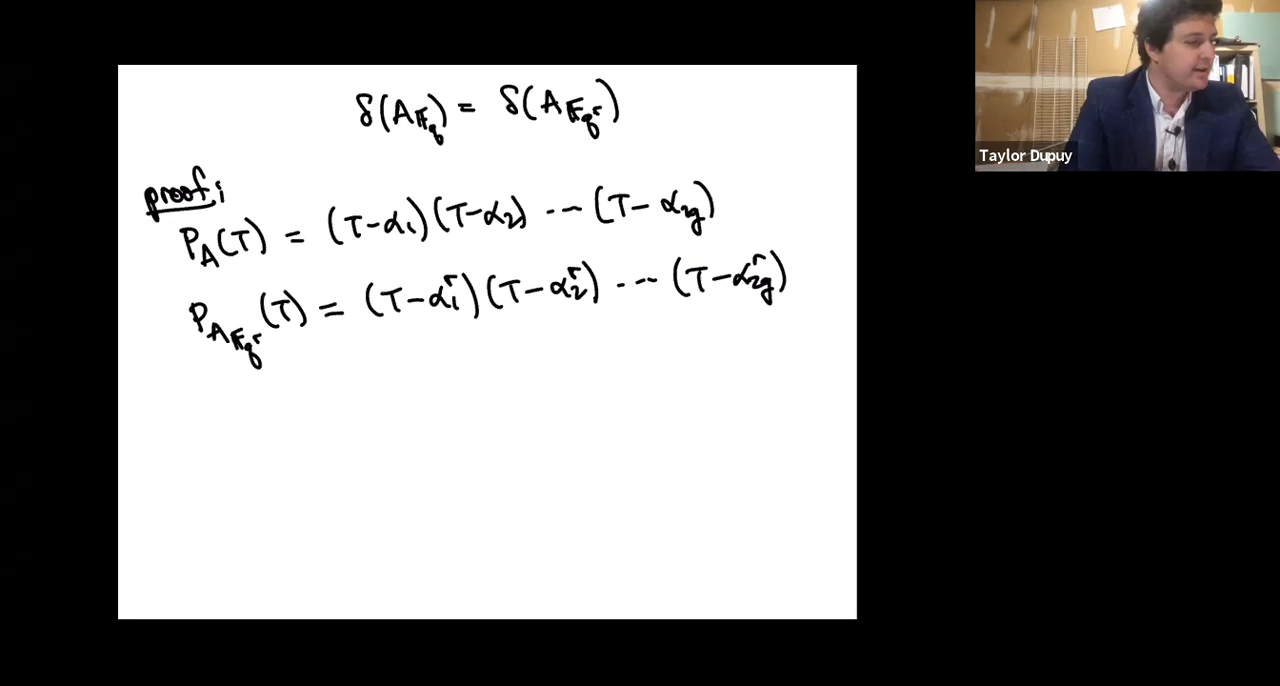 δ(A_{𝔽_q}) = δ(A_{𝔽_{q^r}})
proof:
P_A(T) = (T-α_1)(T-α_2) ... (T-α_{2g})
P_{A_{𝔽_{q^r}}}(T) = (T-α_1^r)(T-α_2^r) ... (T-α_{2g}^r)
Taylor Dupuy